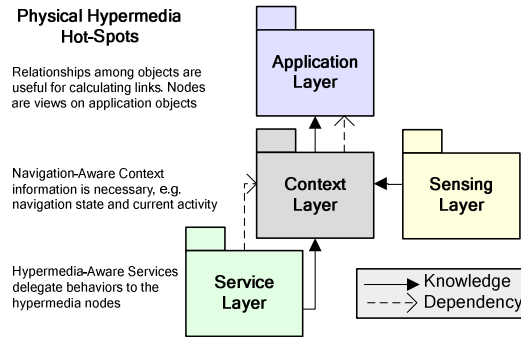 Physical Hypermedia
Hot-Spots
Relationships among objects are
useful for calculating links. Nodes
are views on application objects
Application
Layer
Navigation-Aware Context
information is necessary, e.g.
navigation state and current activity
Context
Layer
Sensing
Layer
Hypermedia-Aware Services
delegate behaviors to the
hypermedia nodes
Service
Layer
Knowledge
Dependency